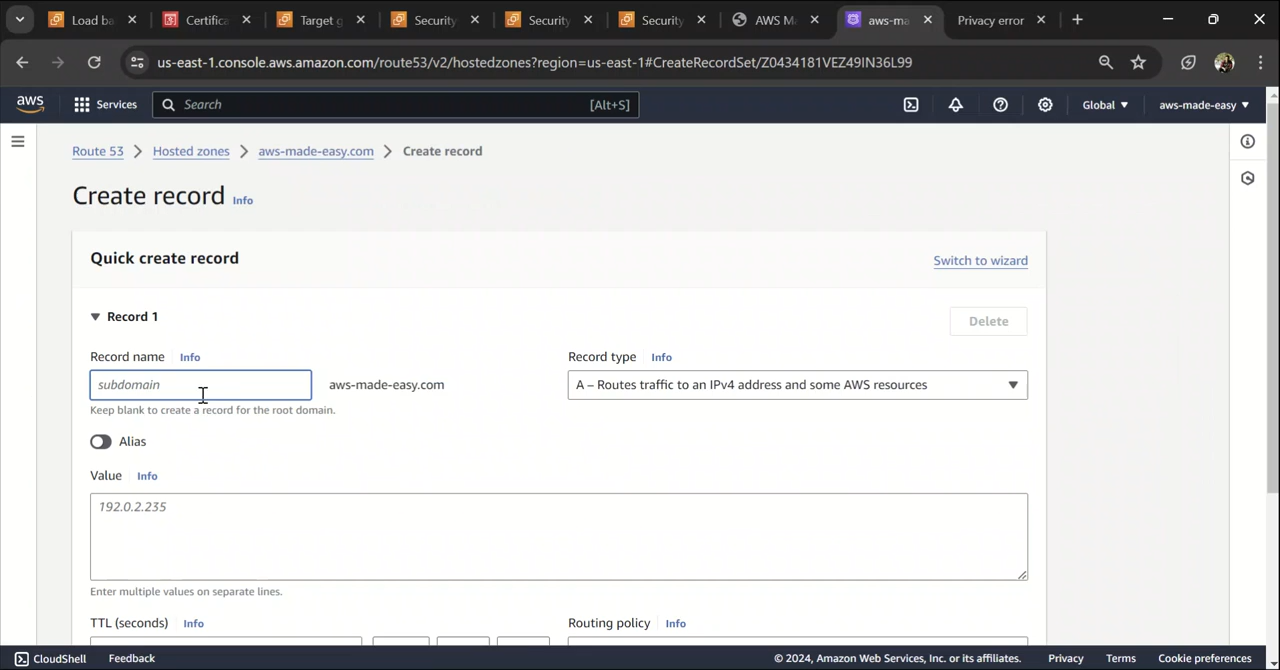 Load ba
Certifica
Target g
Security
Security
Security
AWS M
aws-ma
Privacy error
us-east-1.console.aws.amazon.com/route53/v2/hostedzones?region=us-east-1#CreateRecordSet/Z0434181VEZ49IN36L99
aws
Services
Search
[Alt+S]
Global
aws-made-easy
Route 53
Hosted zones
aws-made-easy.com
Create record
Create record Info
Quick create record
Switch to wizard
Record 1
Delete
Record name Info
Record type Info
subdomain
aws-made-easy.com
A – Routes traffic to an IPv4 address and some AWS resources
Keep blank to create a record for the root domain.
Alias
Value Info
192.0.2.235
Enter multiple values on separate lines.
TTL (seconds) Info
Routing policy Info
CloudShell
Feedback
© 2024, Amazon Web Services, Inc. or its affiliates.
Privacy
Terms
Cookie preferences